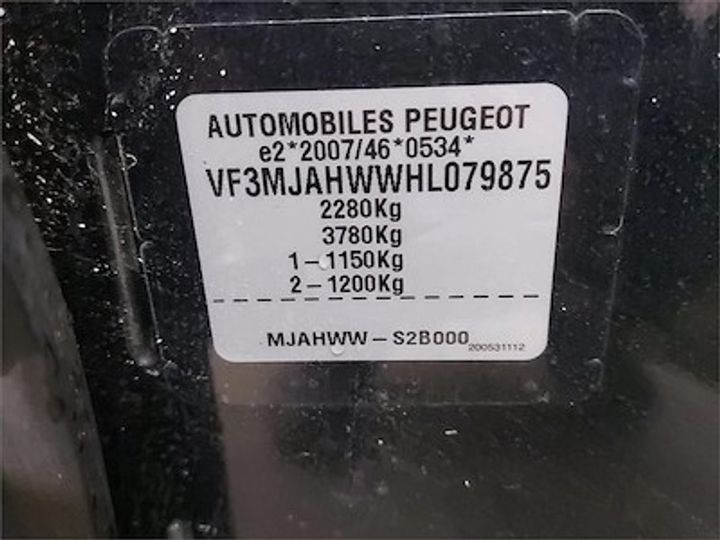 AUTOMOBILES PEUGEOT
e2*2007/46*0534*
VF3MJAHWWHL079875
2280Kg
3780Kg
1-1150Kg
2-1200Kg
MJAHWW-S2B000 200531112